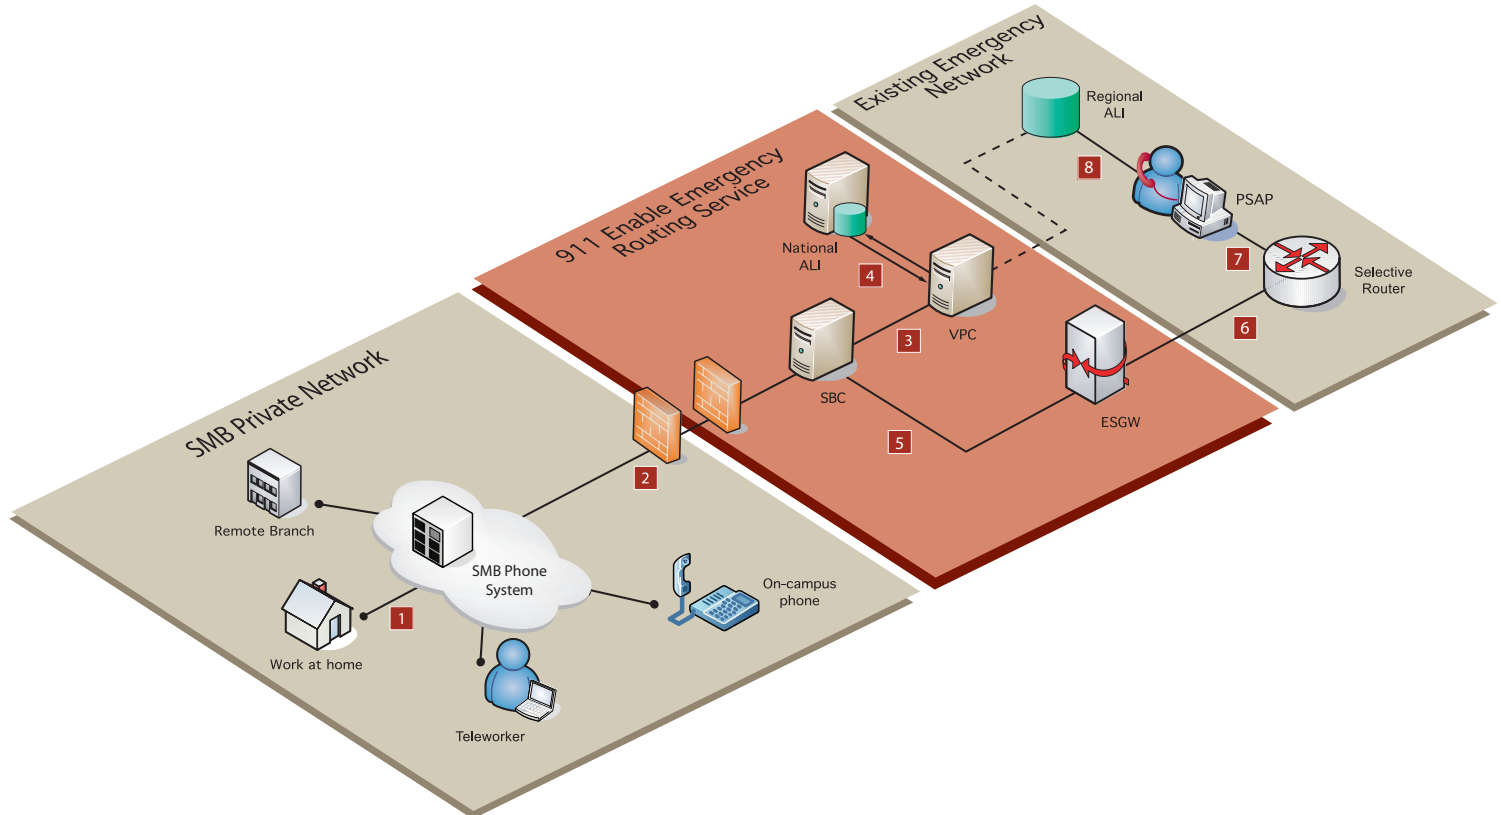 Existing Emergency
Network
Regional
ALI
8
PSAP
7
Selective
Router
6
911 Enable Emergency
Routing Service
National
ALI
4
VPC
3
SBC
ESGW
5
SMB Private Network
2
Remote Branch
SMB Phone
System
On-campus
phone
1
Work at home
Teleworker